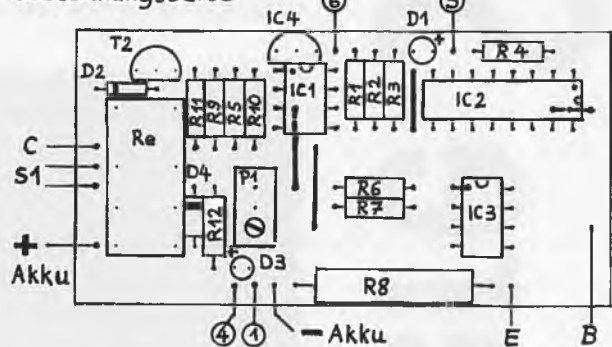 IC4 ⑥ D1 ⑤
T2
D2
R4
R11 R9 R5 R10 IC1 R1 R2 R3 IC2
Re
C
S1
D4 P1 R6
R7 IC3
R12
+
Akku
D3
R8
④ ① − Akku E B